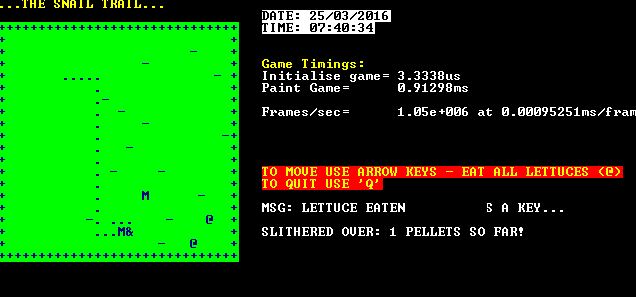 ...THE SNAIL TRAIL...
DATE: 25/03/2016
TIME: 07:40:34
Game Timings:
Initialise game= 3.3338us
Paint Game= 0.91298ms
Frames/sec= 1.05e+006 at 0.00095251ms/fram
TO MOVE USE ARROW KEYS - EAT ALL LETTUCES (@)
TO QUIT USE 'Q'
M
MSG: LETTUCE EATEN S A KEY...
@
M&
SLITHERED OVER: 1 PELLETS SO FAR!
@